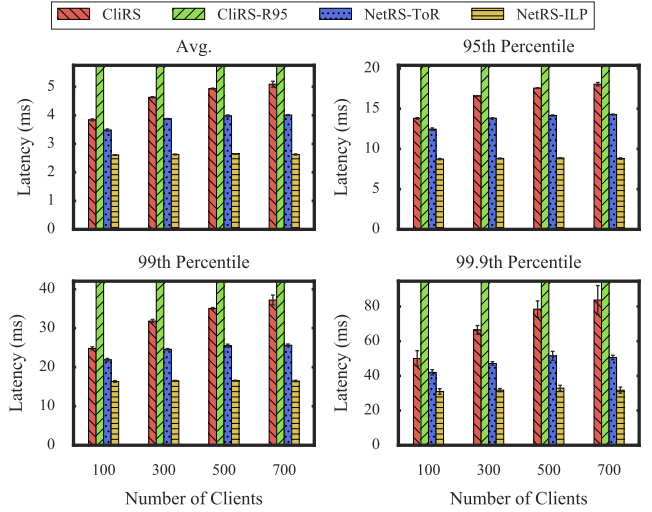 CliRS CliRS-R95 NetRS-ToR NetRS-ILP
Avg. 95th Percentile
Latency (ms)
5
4
3
2
1
0
Latency (ms)
20
15
10
5
0
99th Percentile 99.9th Percentile
Latency (ms)
40
30
20
10
0
100 300 500 700
Number of Clients
Latency (ms)
80
60
40
20
0
100 300 500 700
Number of Clients